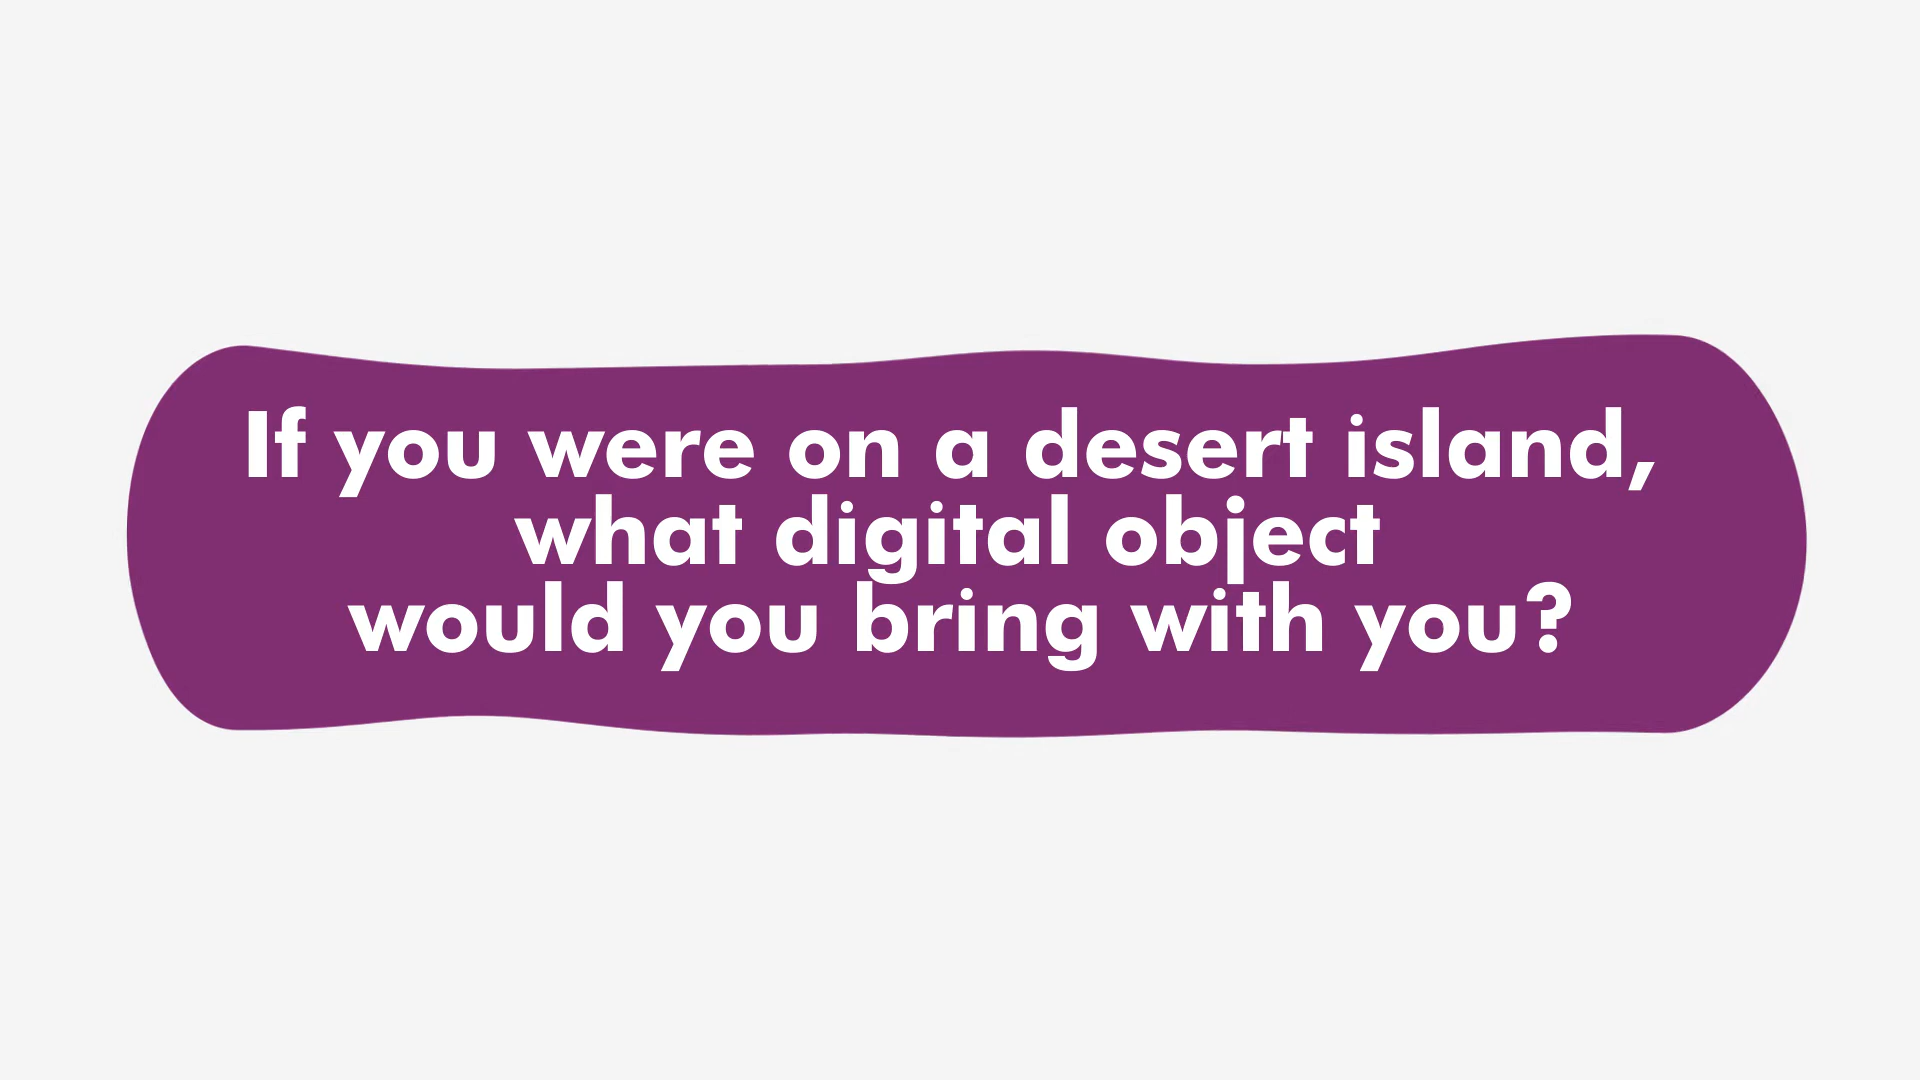 If you were on a desert island,
what digital object
would you bring with you?